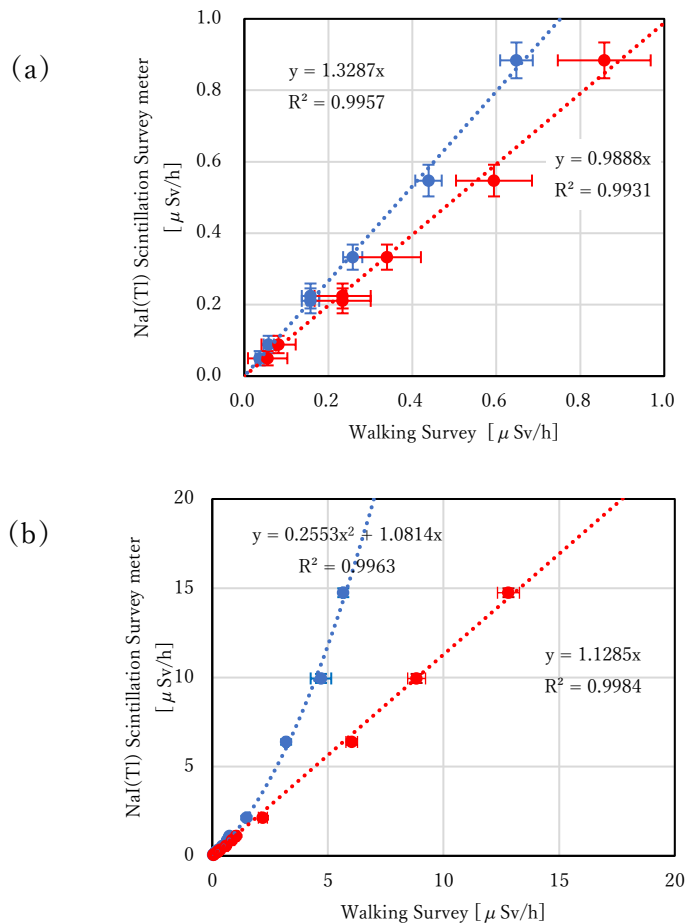 (a)
NaI(Tl) Scintillation Survey meter
[ μ Sv/h]
1.0
0.8
0.6
0.4
0.2
0.0
y = 1.3287x
R² = 0.9957
y = 0.9888x
R² = 0.9931
0.0 0.2 0.4 0.6 0.8 1.0
Walking Survey [ μ Sv/h]
(b)
NaI(Tl) Scintillation Survey meter
[ μ Sv/h]
20
15
10
5
0
y = 0.2553x² + 1.0814x
R² = 0.9963
y = 1.1285x
R² = 0.9984
0 5 10 15 20
Walking Survey [ μ Sv/h]